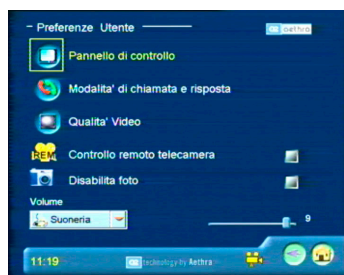 Preferenze Utente
aethra
Pannello di controllo
Modalita' di chiamata e risposta
Qualita' Video
REM
Controllo remoto telecamera
Disabilita foto
Volume
Suoneria
9
11:19
technology by Aethra